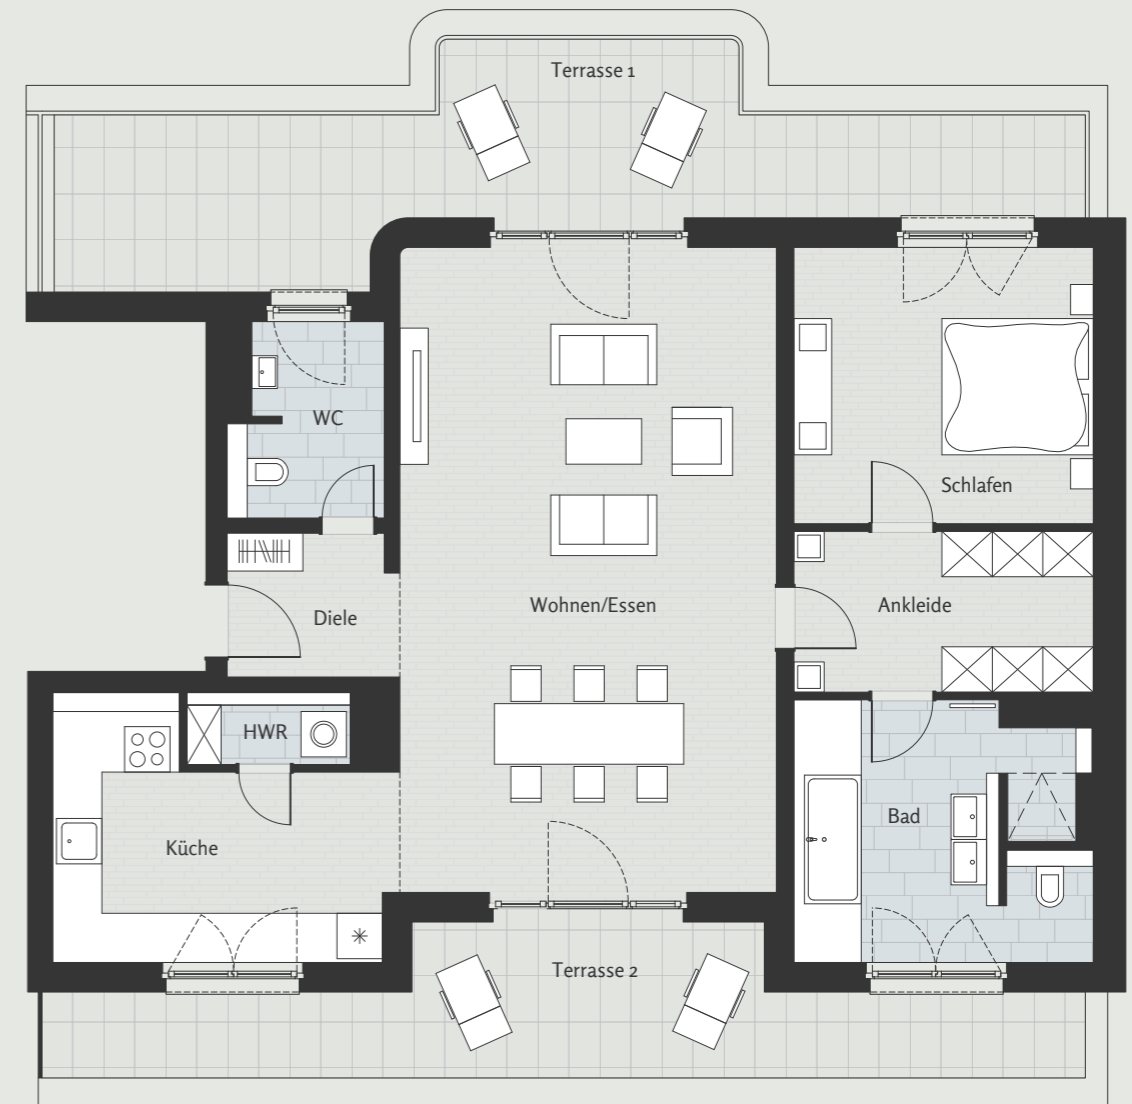 Terrasse 1
WC
Schlafen
Diele
Wohnen/Essen
Ankleide
HWR
Küche
Bad
Terrasse 2